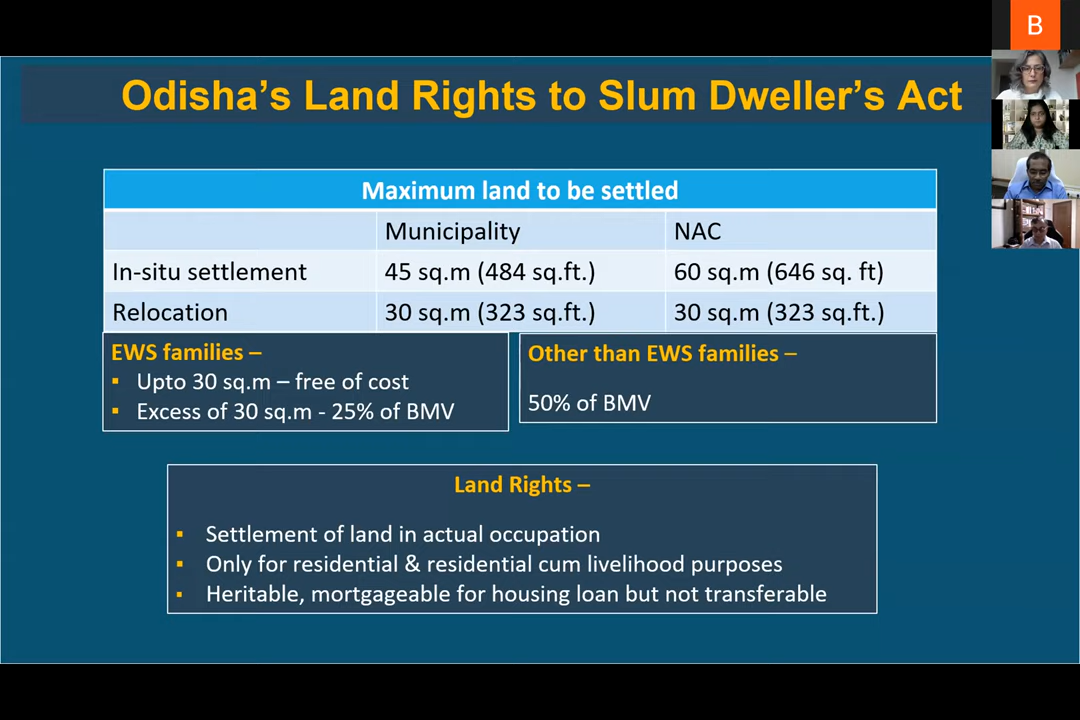 B
Odisha's Land Rights to Slum Dweller's Act
Maximum land to be settled
Municipality NAC
In-situ settlement 45 sq.m (484 sq.ft.) 60 sq.m (646 sq. ft)
Relocation 30 sq.m (323 sq.ft.) 30 sq.m (323 sq.ft.)
EWS families –
▪ Upto 30 sq.m – free of cost
▪ Excess of 30 sq.m - 25% of BMV
Other than EWS families –
50% of BMV
Land Rights –
▪ Settlement of land in actual occupation
▪ Only for residential & residential cum livelihood purposes
▪ Heritable, mortgageable for housing loan but not transferable